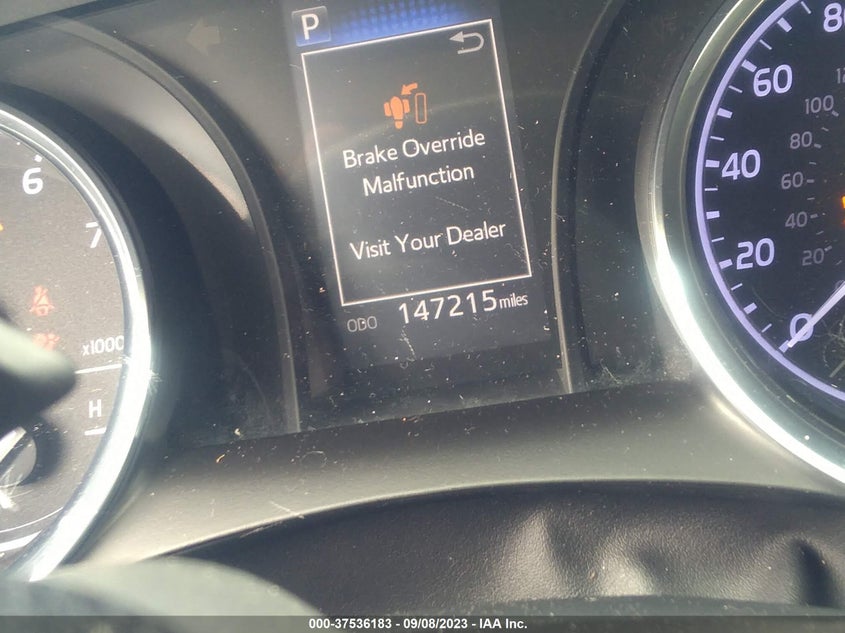 P
Brake Override
Malfunction
Visit Your Dealer
ODO 147215 miles
6
7
x1000
H
80
60
40
20
0
100
80
60
40
20
000-37536183 - 09/08/2023 - IAA Inc.